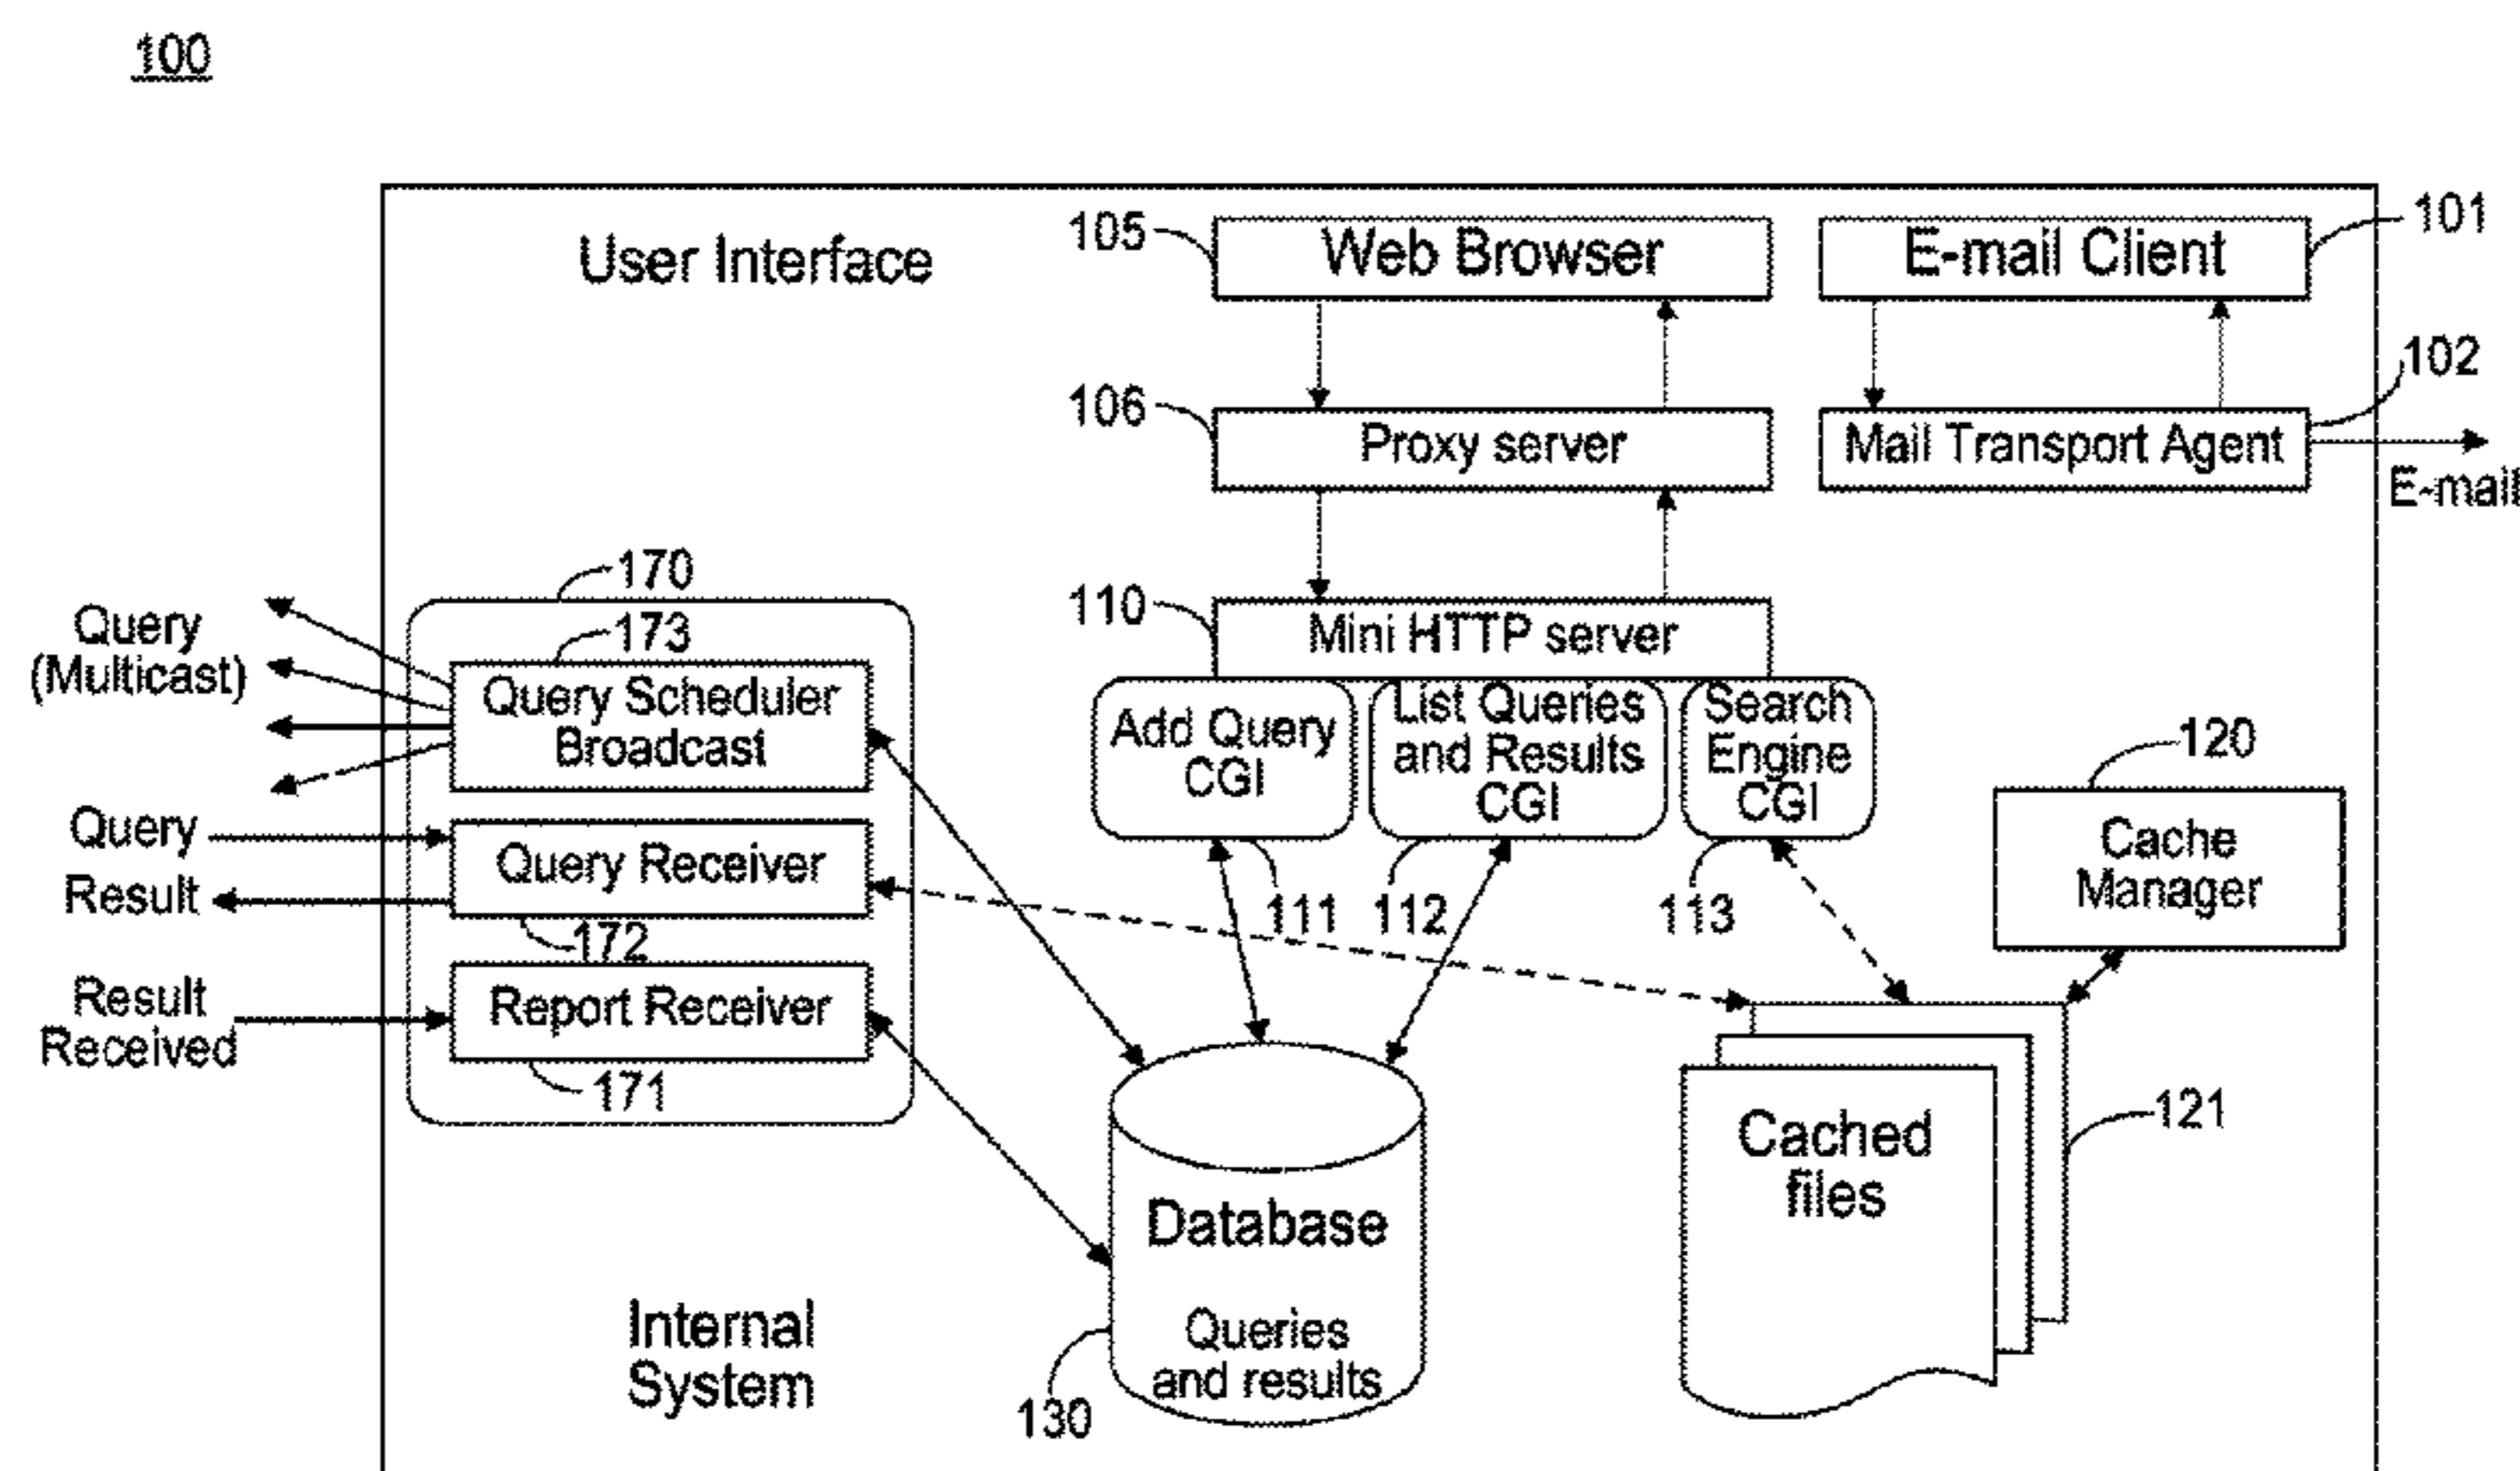 100
User Interface
105
Web Browser
E-mail Client
101
106
Proxy server
Mail Transport Agent
102
E-mail
170
110
Mini HTTP server
Query
(Multicast)
173
Query Scheduler
Broadcast
Add Query
CGI
List Queries
and Results
CGI
Search
Engine
CGI
120
Cache
Manager
Query
Result
Query Receiver
172
111
112
113
Result
Received
Report Receiver
171
Cached
files
121
Database
Queries
and results
130
Internal
System